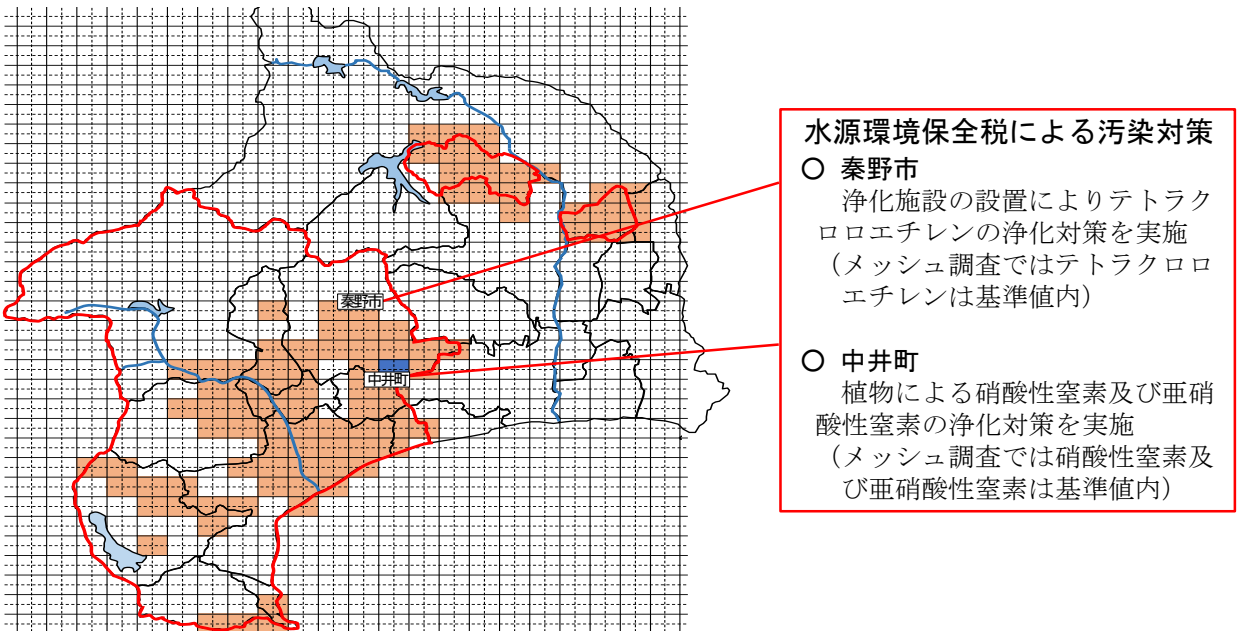 秦野市
中井町
水源環境保全税による汚染対策
○ 秦野市
浄化施設の設置によりテトラク
ロロエチレンの浄化対策を実施
（メッシュ調査ではテトラクロロ
エチレンは基準値内）
○ 中井町
植物による硝酸性窒素及び亜硝
酸性窒素の浄化対策を実施
（メッシュ調査では硝酸性窒素及
び亜硝酸性窒素は基準値内）